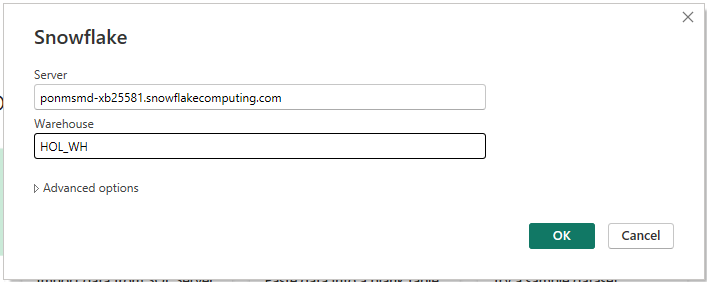 Snowflake
Server
ponmsmd-xb25581.snowflakecomputing.com
Warehouse
HOL_WH
Advanced options
OK
Cancel